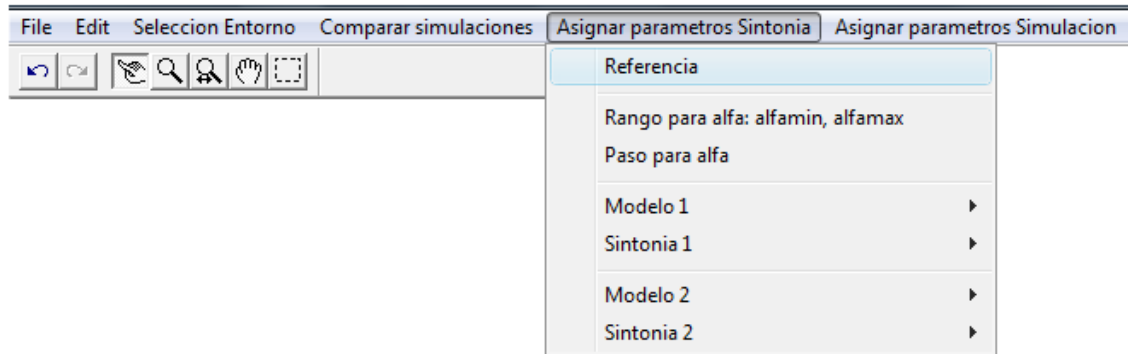 File Edit Seleccion Entorno Comparar simulaciones Asignar parametros Sintonia Asignar parametros Simulacion
Referencia
Rango para alfa: alfamin, alfamax
Paso para alfa
Modelo 1
Sintonia 1
Modelo 2
Sintonia 2